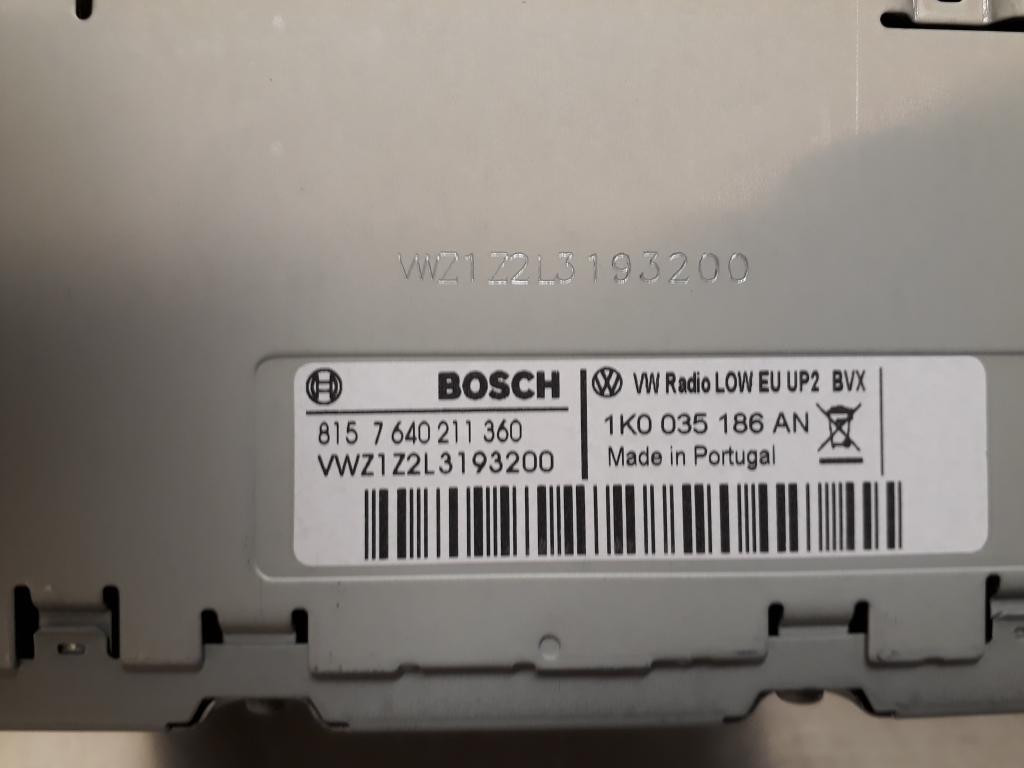 VWZ1Z2L3193200
BOSCH
815 7 640 211 360
VWZ1Z2L3193200
VW Radio LOW EU UP2 BVX
1K0 035 186 AN
Made in Portugal